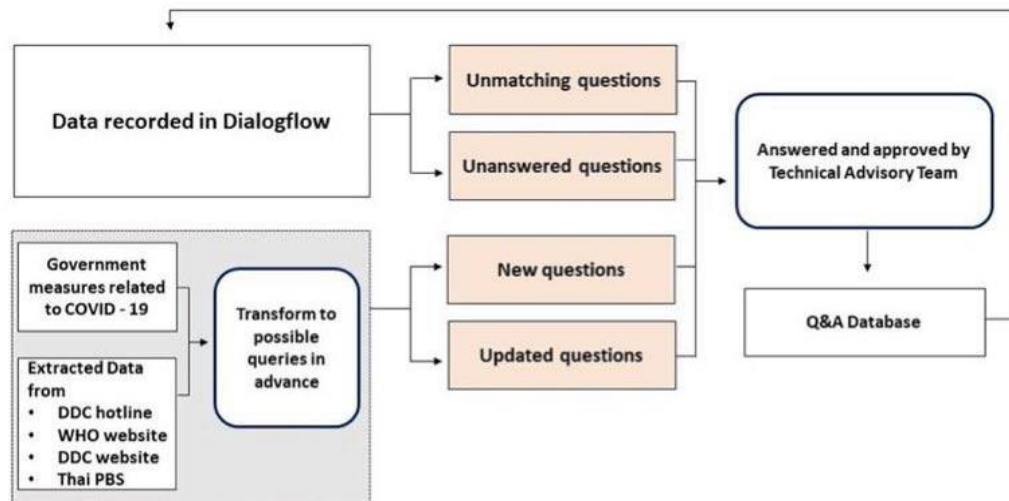 Data recorded in Dialogflow
Unmatching questions
Unanswered questions
Answered and approved by
Technical Advisory Team
Government
measures related
to COVID - 19
Extracted Data
from
• DDC hotline
• WHO website
• DDC website
• Thai PBS
Transform to
possible
queries in
advance
New questions
Updated questions
Q&A Database